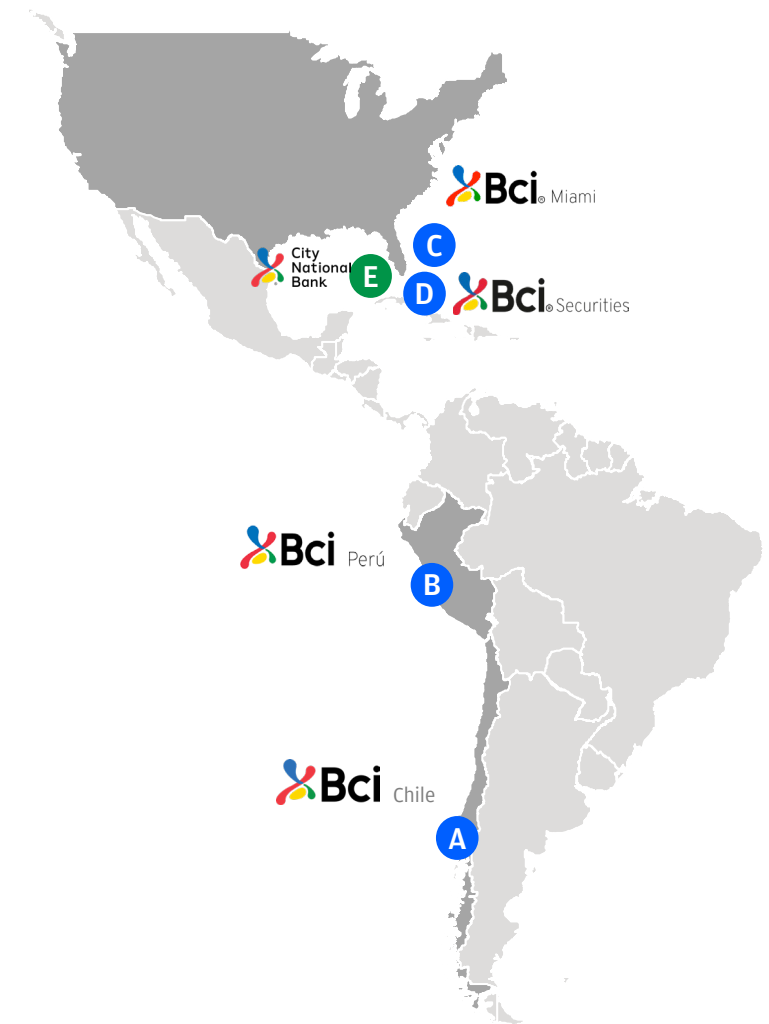 Bci® Miami
C
City
National
Bank
E
D
Bci® Securities
Bci Perú
B
Bci Chile
A